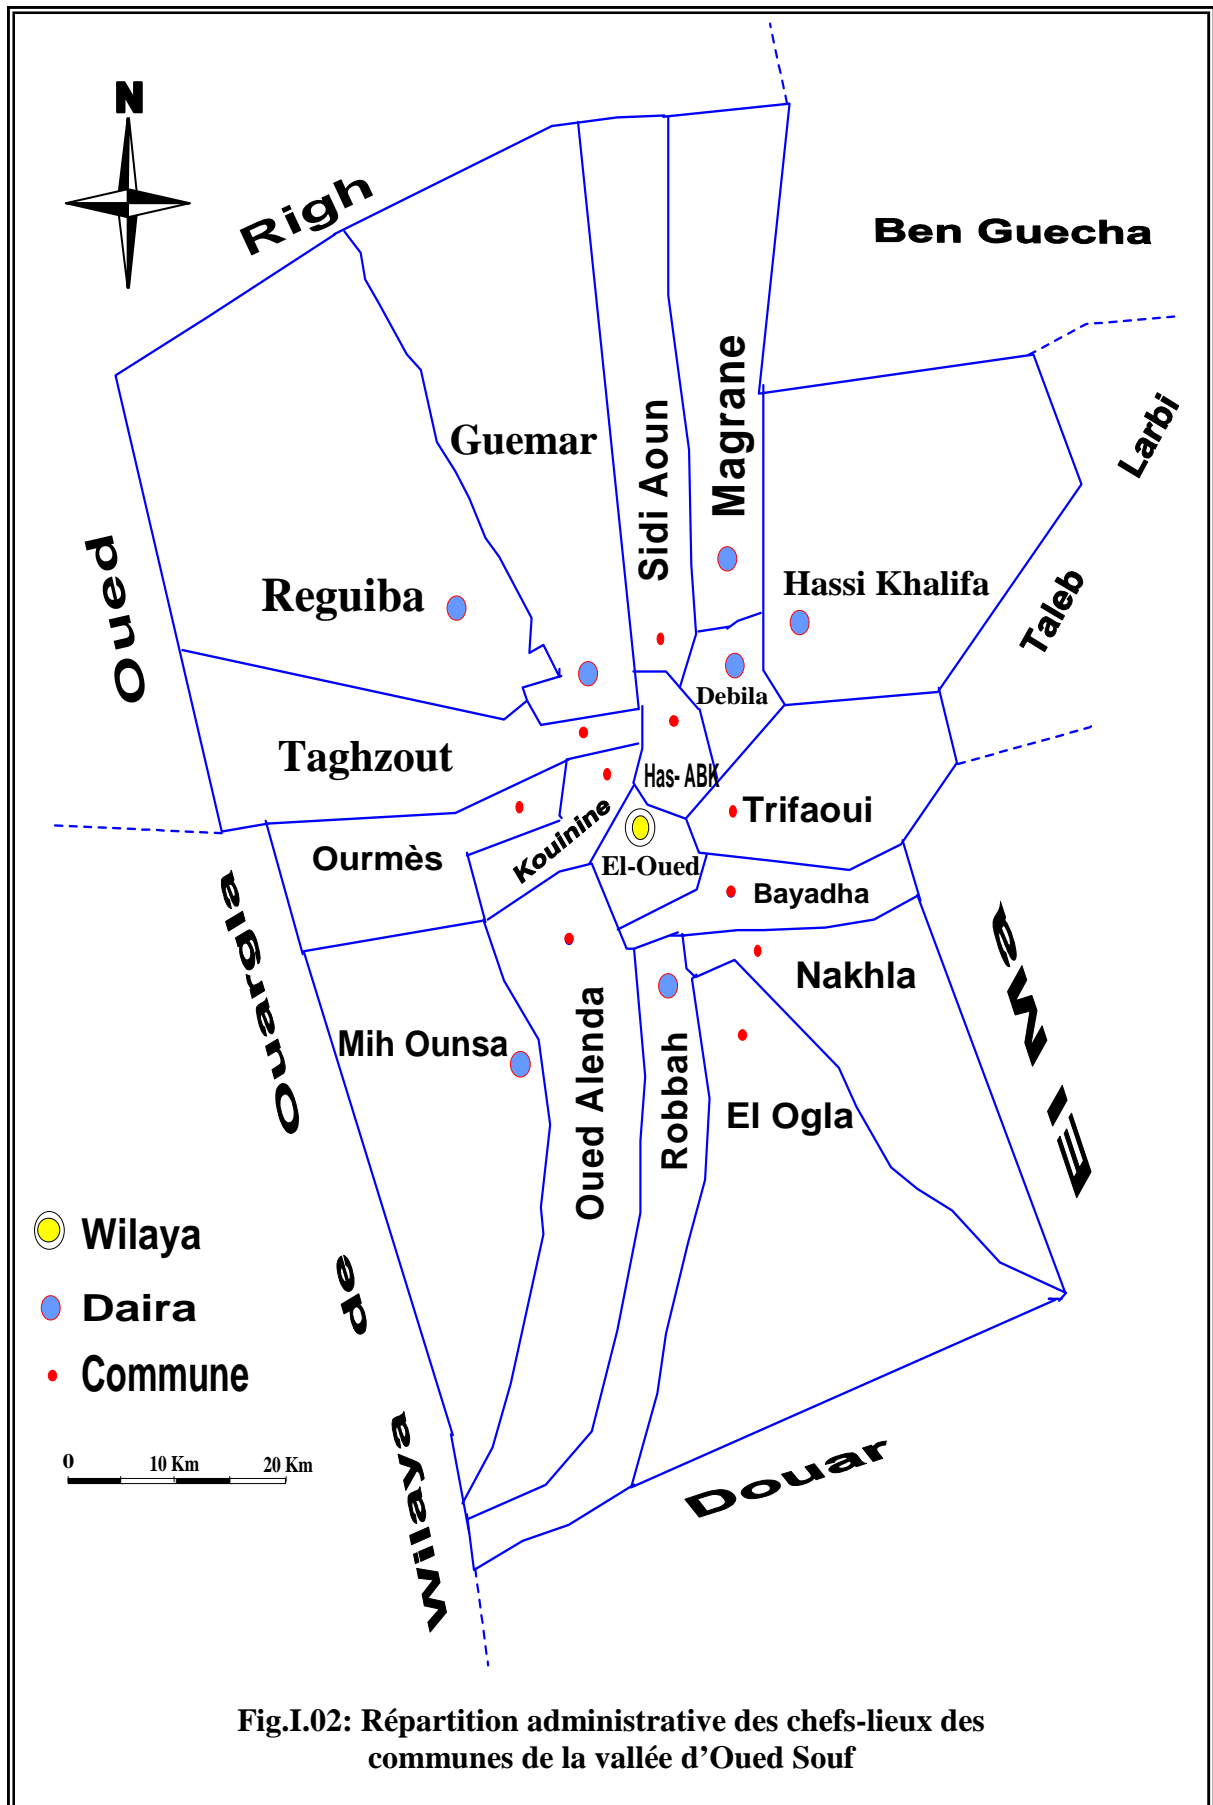 N
Righ
Ben Guecha
Magrane
Sidi Aoun
Guemar
Larbi
Oued
Reguiba
Hassi Khalifa
Taleb
Debila
Taghzout
Has- ABK
Trifaoui
Kouinine
Ourmès
El-Oued
Bayadha
Ouargla
El Mea
Nakhla
Mih Ounsa
Oued Alenda
Robbah
El Ogla
Wilaya
de
Daira
Commune
0 10 Km 20 Km
Wilaya
Douar
Fig.I.02: Répartition administrative des chefs-lieux des
communes de la vallée d’Oued Souf